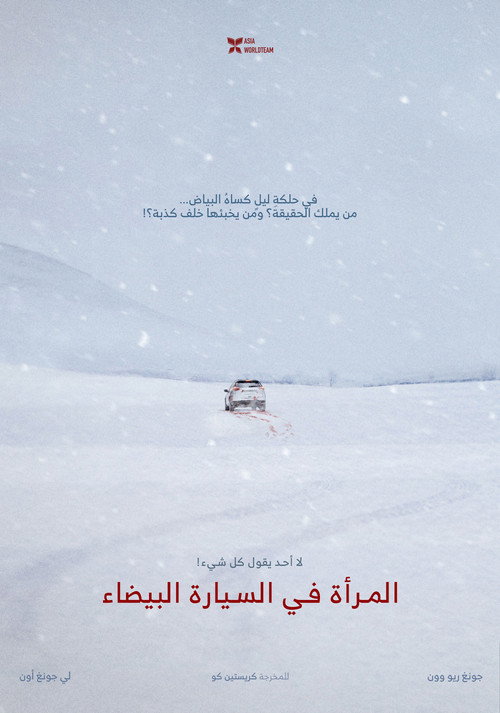 ASIA
WORLDTEAM
في حلكةِ ليلٍ كساهُ البياض...
من يملك الحقيقة؟ ومَن يخبئها خلف كذبة؟!
لا أحد يقول كل شيء!
المرأة في السيارة البيضاء
جونغ ريو وون
للمخرجة كريستين كو
لي جونغ أون